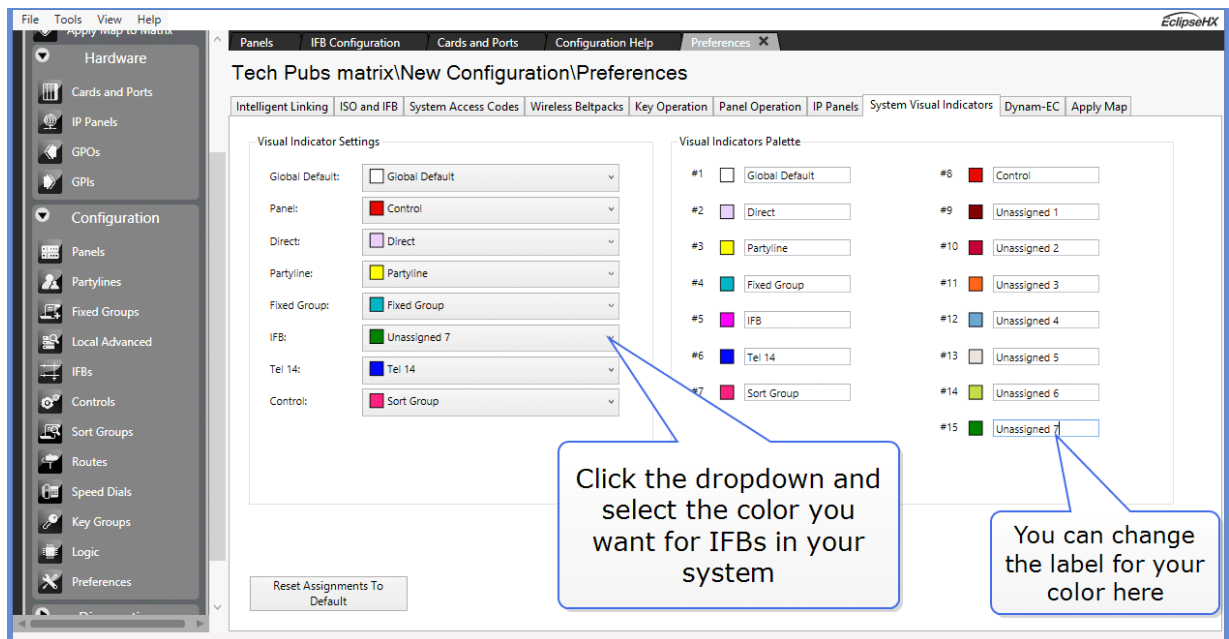 File Tools View Help
EclipseHX
Apply Map to Matrix
Hardware
Cards and Ports
IP Panels
GPOs
GPIs
Configuration
Panels
Partylines
Fixed Groups
Local Advanced
IFBs
Controls
Sort Groups
Routes
Speed Dials
Key Groups
Logic
Preferences
Panels IFB Configuration Cards and Ports Configuration Help Preferences X
Tech Pubs matrix\New Configuration\Preferences
Intelligent Linking ISO and IFB System Access Codes Wireless Beltpacks Key Operation Panel Operation IP Panels System Visual Indicators Dynam-EC Apply Map
Visual Indicator Settings
Global Default: Global Default
Panel: Control
Direct: Direct
Partyline: Partyline
Fixed Group: Fixed Group
IFB: Unassigned 7
Tel 14: Tel 14
Control: Sort Group
Visual Indicators Palette
#1 Global Default
#2 Direct
#3 Partyline
#4 Fixed Group
#5 IFB
#6 Tel 14
#7 Sort Group
#8 Control
#9 Unassigned 1
#10 Unassigned 2
#11 Unassigned 3
#12 Unassigned 4
#13 Unassigned 5
#14 Unassigned 6
#15 Unassigned 7
Click the dropdown and
select the color you
want for IFBs in your
system
You can change
the label for your
color here
Reset Assignments To
Default